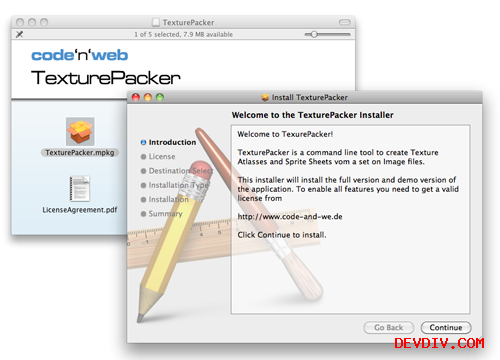 TexturePacker
1 of 5 selected, 7.9 MB available
code'n'web
TexturePacker
TexturePacker.mpkg
LicenseAgreement.pdf
Install TexturePacker
Welcome to the TexturePacker Installer
Introduction
License
Destination Select
Installation Type
Installation
Summary
Welcome to TexurePacker!
TexturePacker is a command line tool to create Texture
Atlasses and Sprite Sheets vom a set on Image files.
This installer will install the full version and demo version of
the application. To enable all features you need to get a valid
license from
http://www.code-and-we.de
Click Continue to install.
Go Back
Continue
DEVDIV.COM